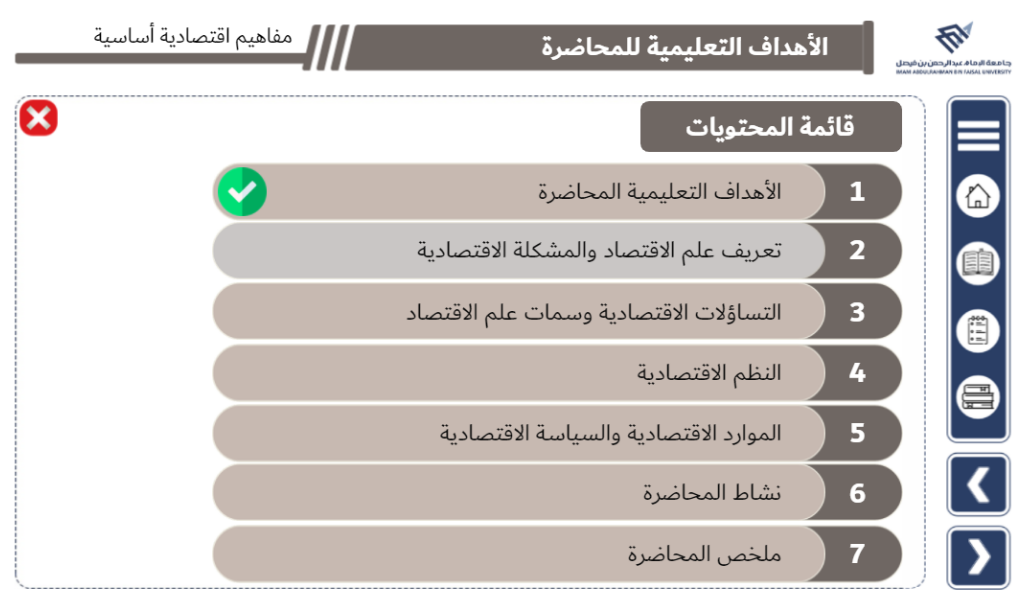 مفاهيم اقتصادية أساسية
الأهداف التعليمية للمحاضرة
جامعة الإمام عبدالرحمن بن فيصل
IMAM ABDULRAHMAN BIN FAISAL UNIVERSITY
قائمة المحتويات
1 الأهداف التعليمية المحاضرة
2 تعريف علم الاقتصاد والمشكلة الاقتصادية
3 التساؤلات الاقتصادية وسمات علم الاقتصاد
4 النظم الاقتصادية
5 الموارد الاقتصادية والسياسة الاقتصادية
6 نشاط المحاضرة
7 ملخص المحاضرة